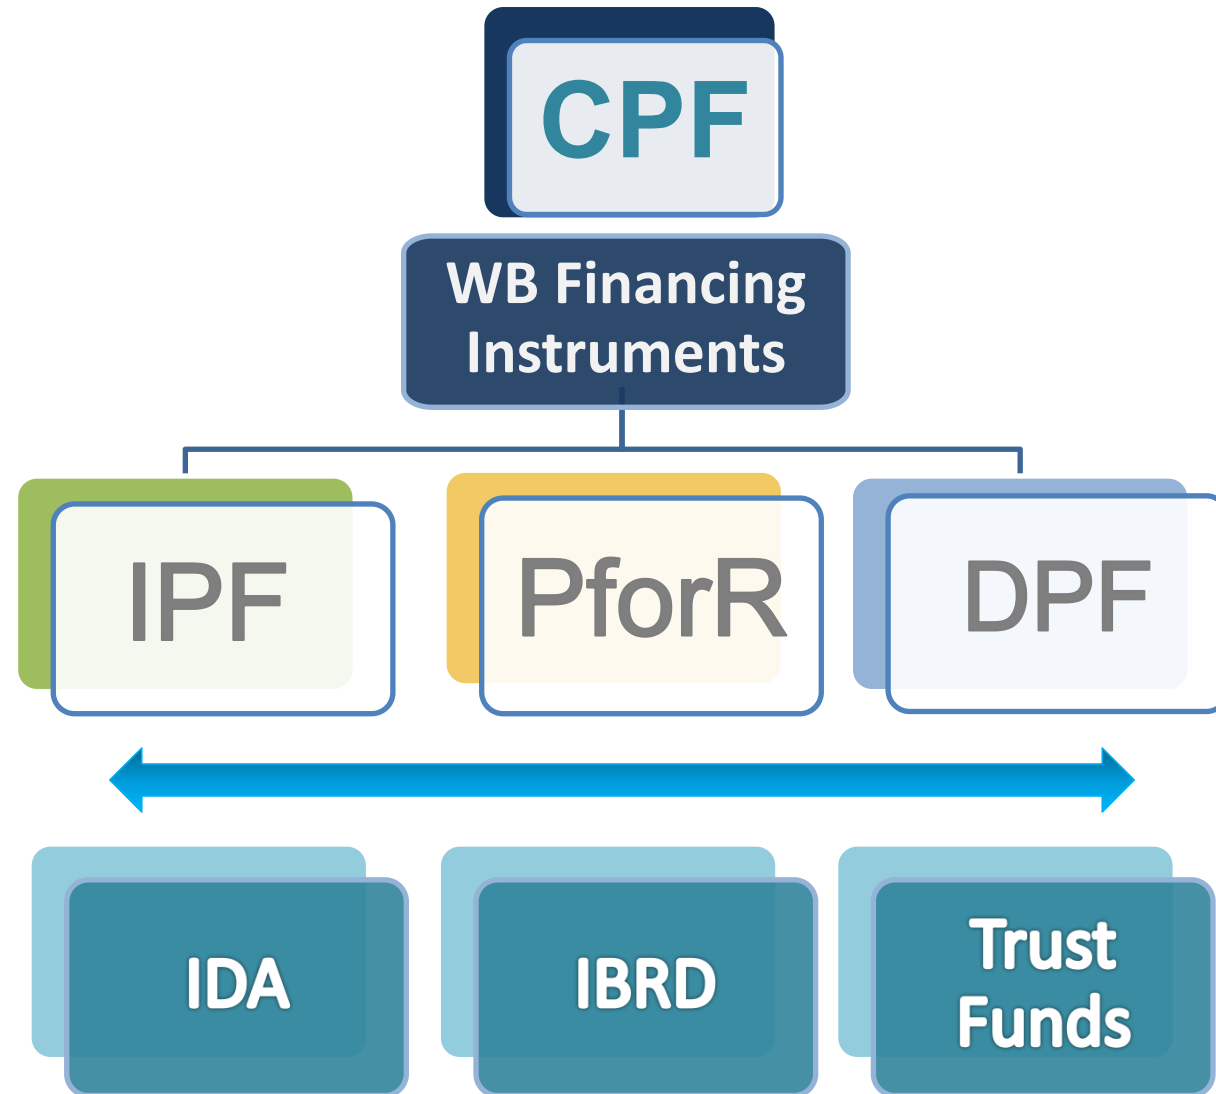 CPF
WB Financing
Instruments
IPF
PforR
DPF
IDA
IBRD
Trust
Funds